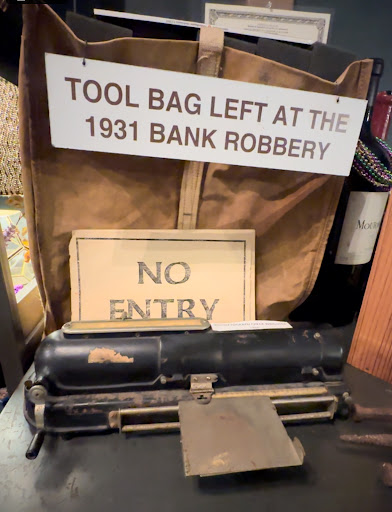 TOOL BAG LEFT AT THE
1931 BANK ROBBERY
NO
ENTRY